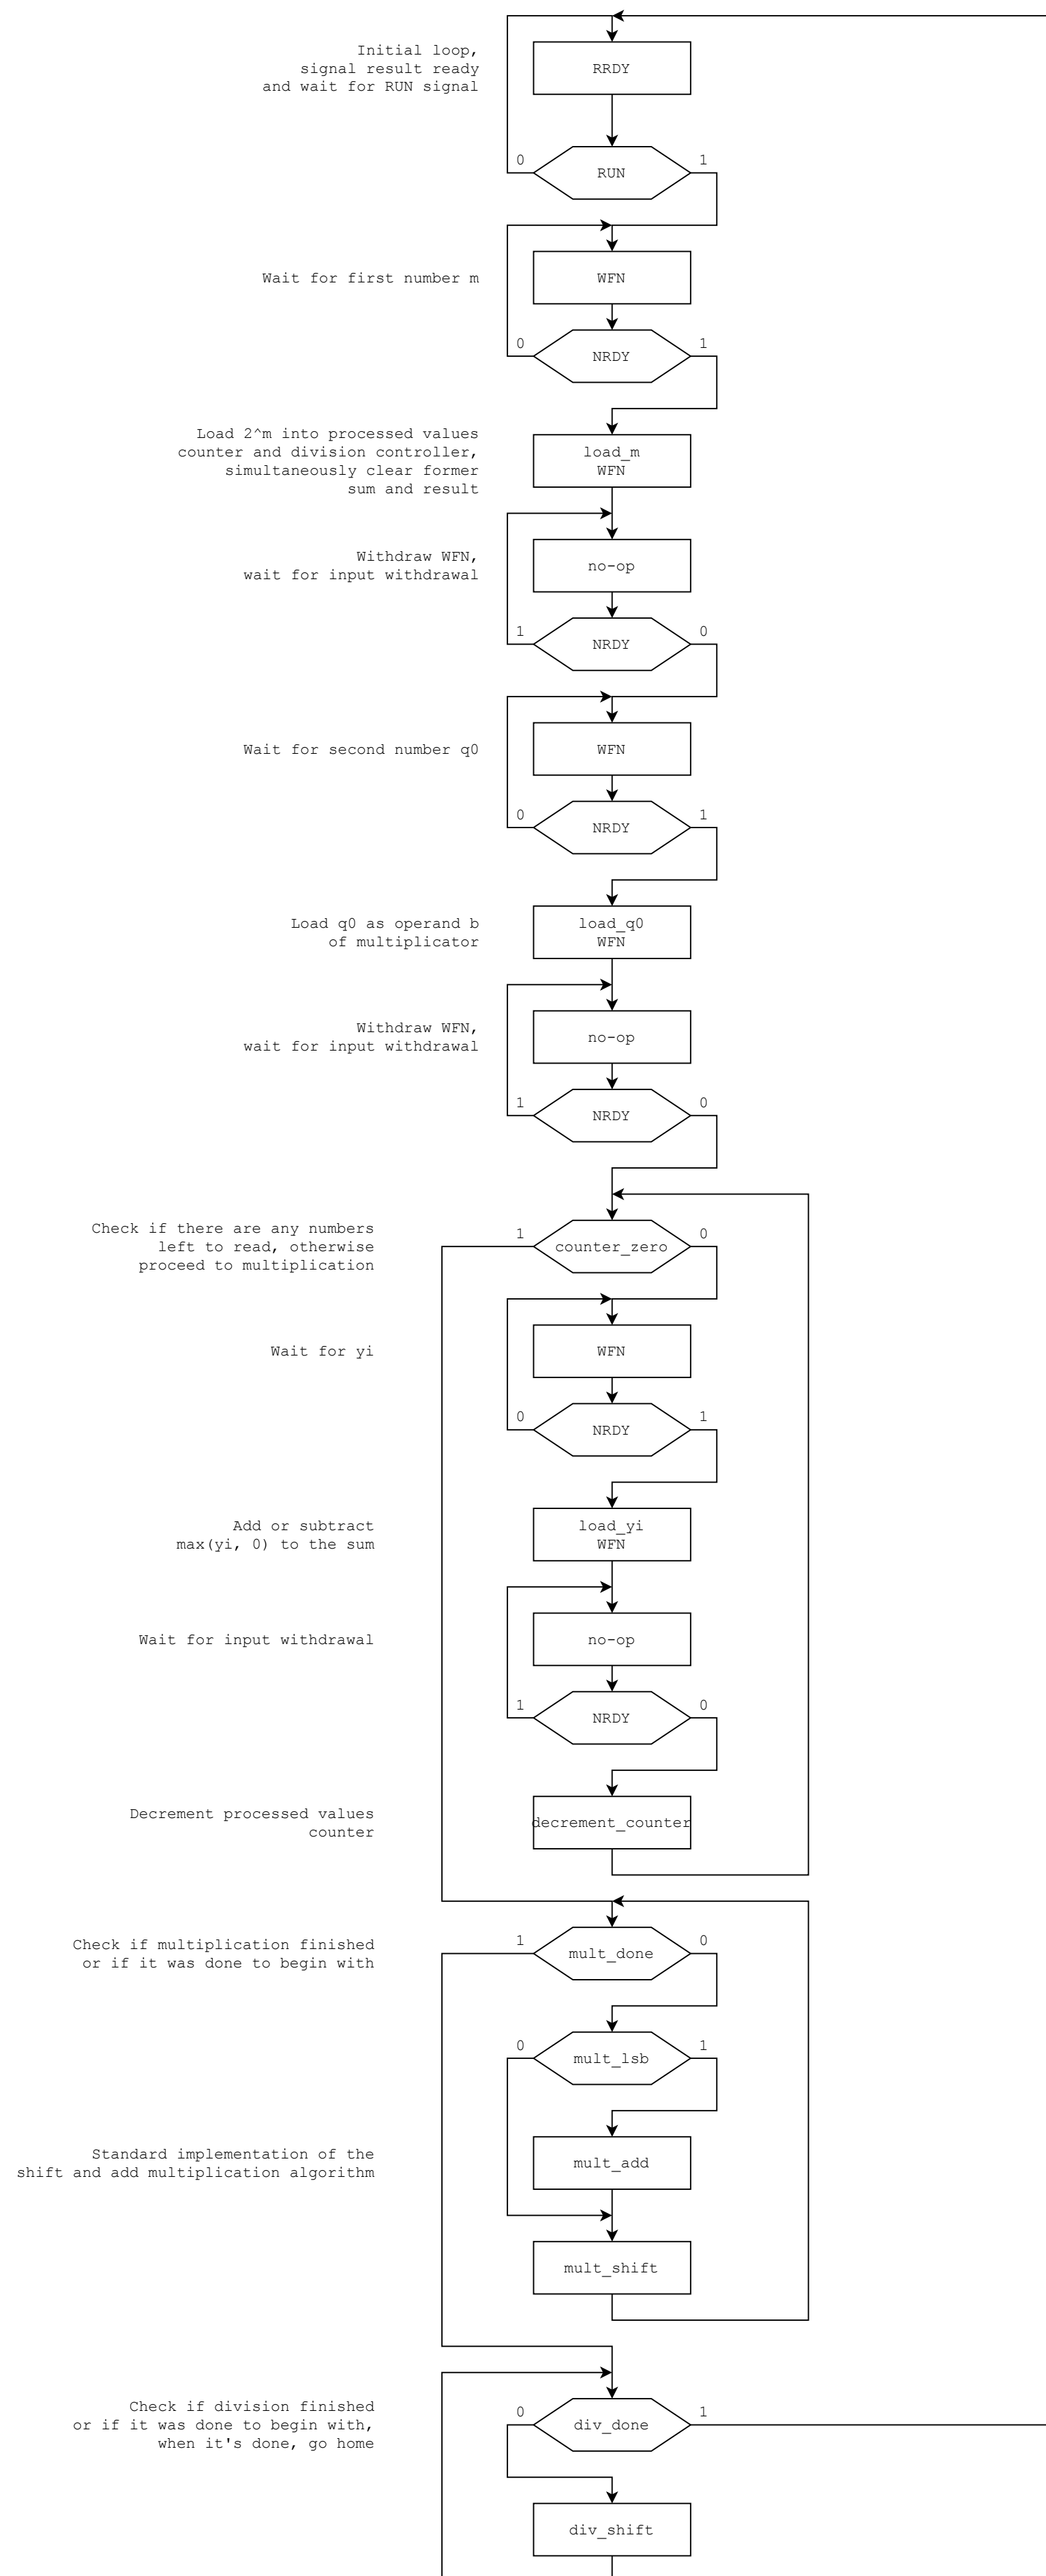 Initial loop,
signal result ready
and wait for RUN signal
RRDY
0
RUN
1
Wait for first number m
WFN
0
NRDY
1
Load 2^m into processed values
counter and division controller,
simultaneously clear former
sum and result
load_m
WFN
Withdraw WFN,
wait for input withdrawal
no-op
1
NRDY
0
Wait for second number q0
WFN
0
NRDY
1
Load q0 as operand b
of multiplicator
load_q0
WFN
Withdraw WFN,
wait for input withdrawal
no-op
1
NRDY
0
Check if there are any numbers
left to read, otherwise
proceed to multiplication
1
counter_zero
0
Wait for yi
WFN
0
NRDY
1
Add or subtract
max(yi, 0) to the sum
load_yi
WFN
Wait for input withdrawal
no-op
1
NRDY
0
Decrement processed values
counter
decrement_counter
Check if multiplication finished
or if it was done to begin with
1
mult_done
0
0
mult_lsb
1
Standard implementation of the
shift and add multiplication algorithm
mult_add
mult_shift
Check if division finished
or if it was done to begin with,
when it's done, go home
0
div_done
1
div_shift